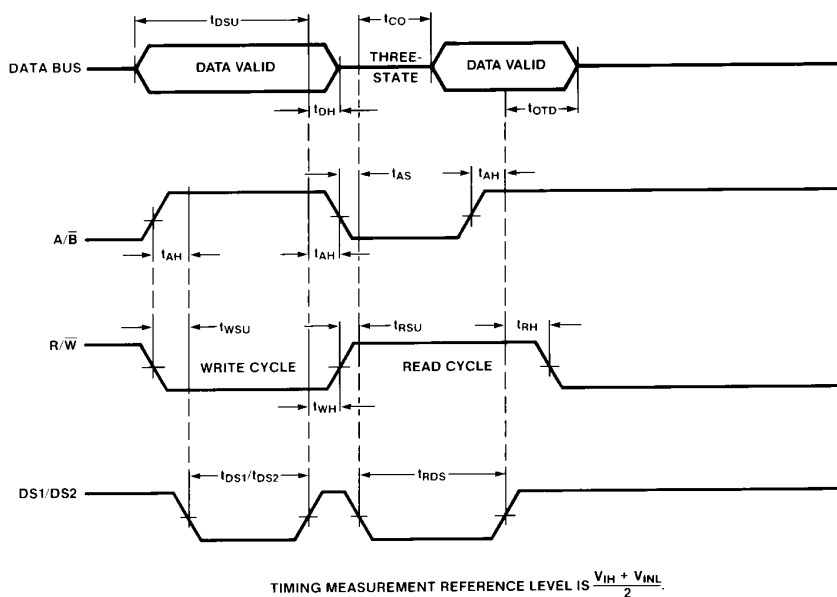 tDSU
tCO
DATA BUS
DATA VALID
THREE-
STATE
DATA VALID
tDH
tOTD
tAS
tAH
A/B̅
tAH
tAH
tWSU
tRSU
tRH
R/W̅
WRITE CYCLE
READ CYCLE
tWH
tDS1/tDS2
tRDS
DS1/DS2
TIMING MEASUREMENT REFERENCE LEVEL IS (VIH + VINL)/2.